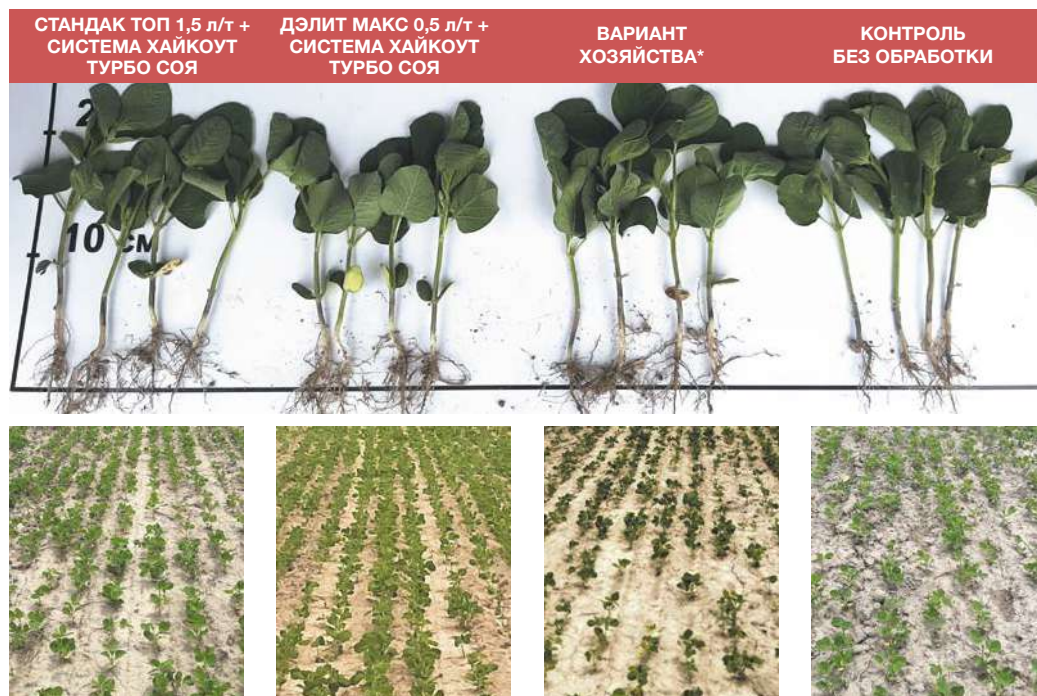 СТАНДАК ТОП 1,5 л/т +
СИСТЕМА ХАЙКОУТ
ТУРБО СОЯ
ДЭЛИТ МАКС 0,5 л/т +
СИСТЕМА ХАЙКОУТ
ТУРБО СОЯ
ВАРИАНТ
ХОЗЯЙСТВА*
КОНТРОЛЬ
БЕЗ ОБРАБОТКИ
10 см